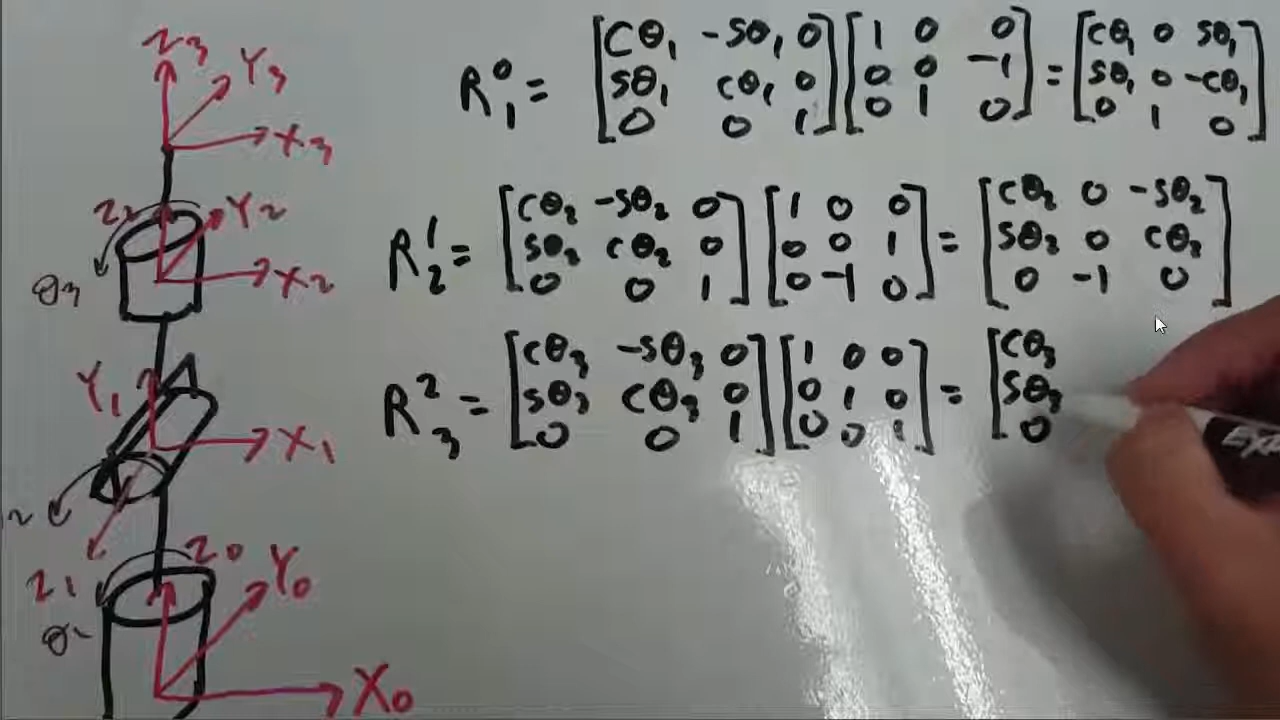 Z3
Y3
X3
Z2
Y2
θ3
X2
Y1
X1
Z1
Z0
Y0
X0
R⁰₁ = [Cθ₁ -Sθ₁ 0] [1 0 0] = [Cθ₁ 0 Sθ₁]
[Sθ₁ Cθ₁ 0] [0 0 -1] [Sθ₁ 0 -Cθ₁]
[0 0 1] [0 1 0] [0 1 0]
R¹₂ = [Cθ₂ -Sθ₂ 0] [1 0 0] = [Cθ₂ 0 -Sθ₂]
[Sθ₂ Cθ₂ 0] [0 0 1] [Sθ₂ 0 Cθ₂]
[0 0 1] [0 -1 0] [0 -1 0]
R²₃ = [Cθ₃ -Sθ₃ 0] [1 0 0] = [Cθ₃
[Sθ₃ Cθ₃ 0] [0 1 0] [Sθ₃
[0 0 1] [0 0 1] [0